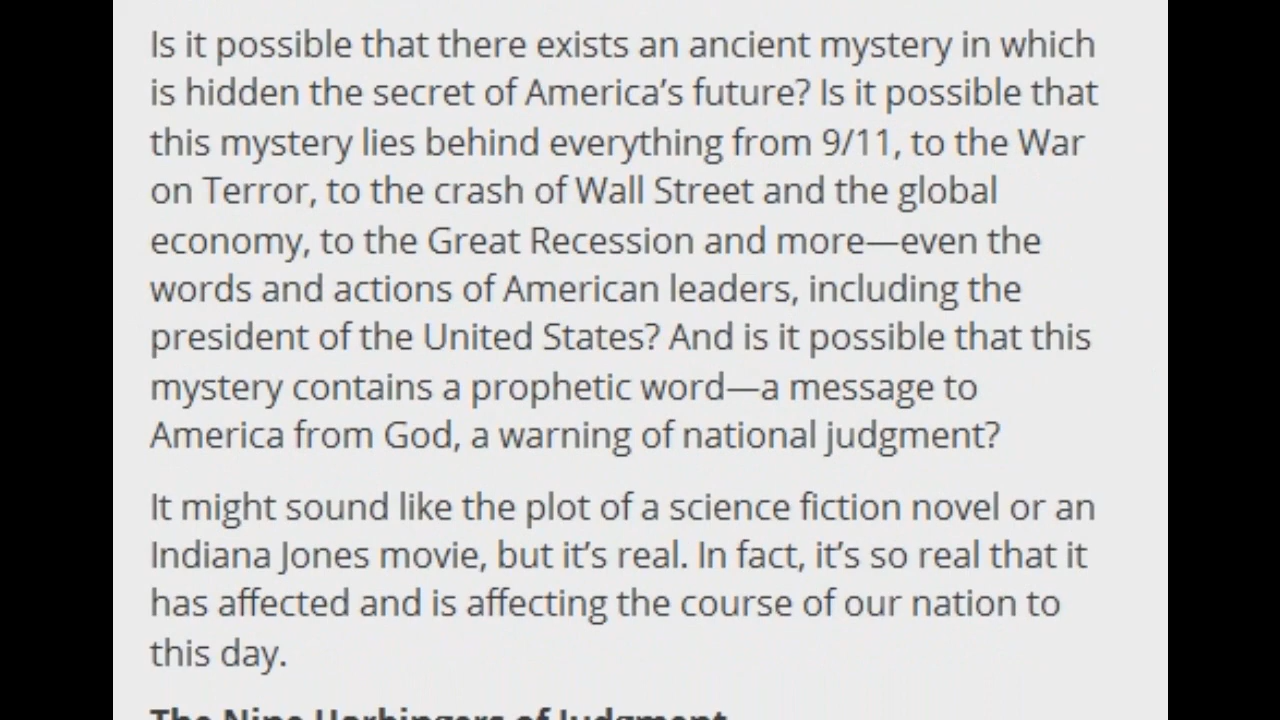 Is it possible that there exists an ancient mystery in which
is hidden the secret of America’s future? Is it possible that
this mystery lies behind everything from 9/11, to the War
on Terror, to the crash of Wall Street and the global
economy, to the Great Recession and more—even the
words and actions of American leaders, including the
president of the United States? And is it possible that this
mystery contains a prophetic word—a message to
America from God, a warning of national judgment?
It might sound like the plot of a science fiction novel or an
Indiana Jones movie, but it’s real. In fact, it’s so real that it
has affected and is affecting the course of our nation to
this day.
The Nine Harbingers of Judgment